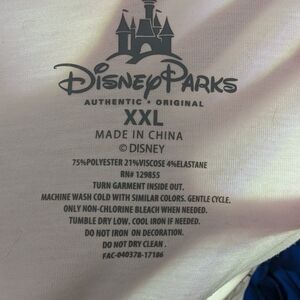 Disney Parks
AUTHENTIC • ORIGINAL
XXL
MADE IN CHINA
© DISNEY
75%POLYESTER 21%VISCOSE 4%ELASTANE
RN# 129855
TURN GARMENT INSIDE OUT.
MACHINE WASH COLD WITH SIMILAR COLORS. GENTLE CYCLE.
ONLY NON-CHLORINE BLEACH WHEN NEEDED.
TUMBLE DRY LOW. COOL IRON IF NEEDED.
DO NOT IRON ON DECORATION.
DO NOT DRY CLEAN .
FAC-040378-17186